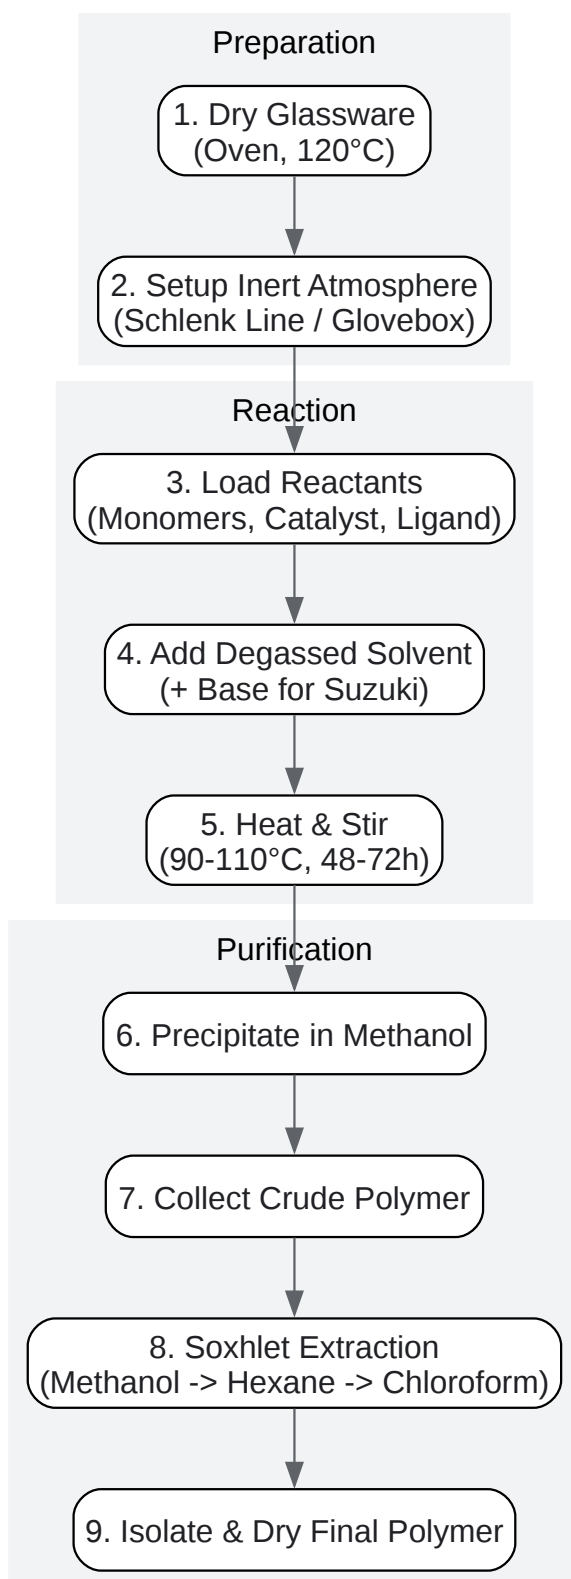 Preparation
1. Dry Glassware
(Oven, 120°C)
2. Setup Inert Atmosphere
(Schlenk Line / Glovebox)
Reaction
3. Load Reactants
(Monomers, Catalyst, Ligand)
4. Add Degassed Solvent
(+ Base for Suzuki)
5. Heat & Stir
(90-110°C, 48-72h)
Purification
6. Precipitate in Methanol
7. Collect Crude Polymer
8. Soxhlet Extraction
(Methanol -> Hexane -> Chloroform)
9. Isolate & Dry Final Polymer